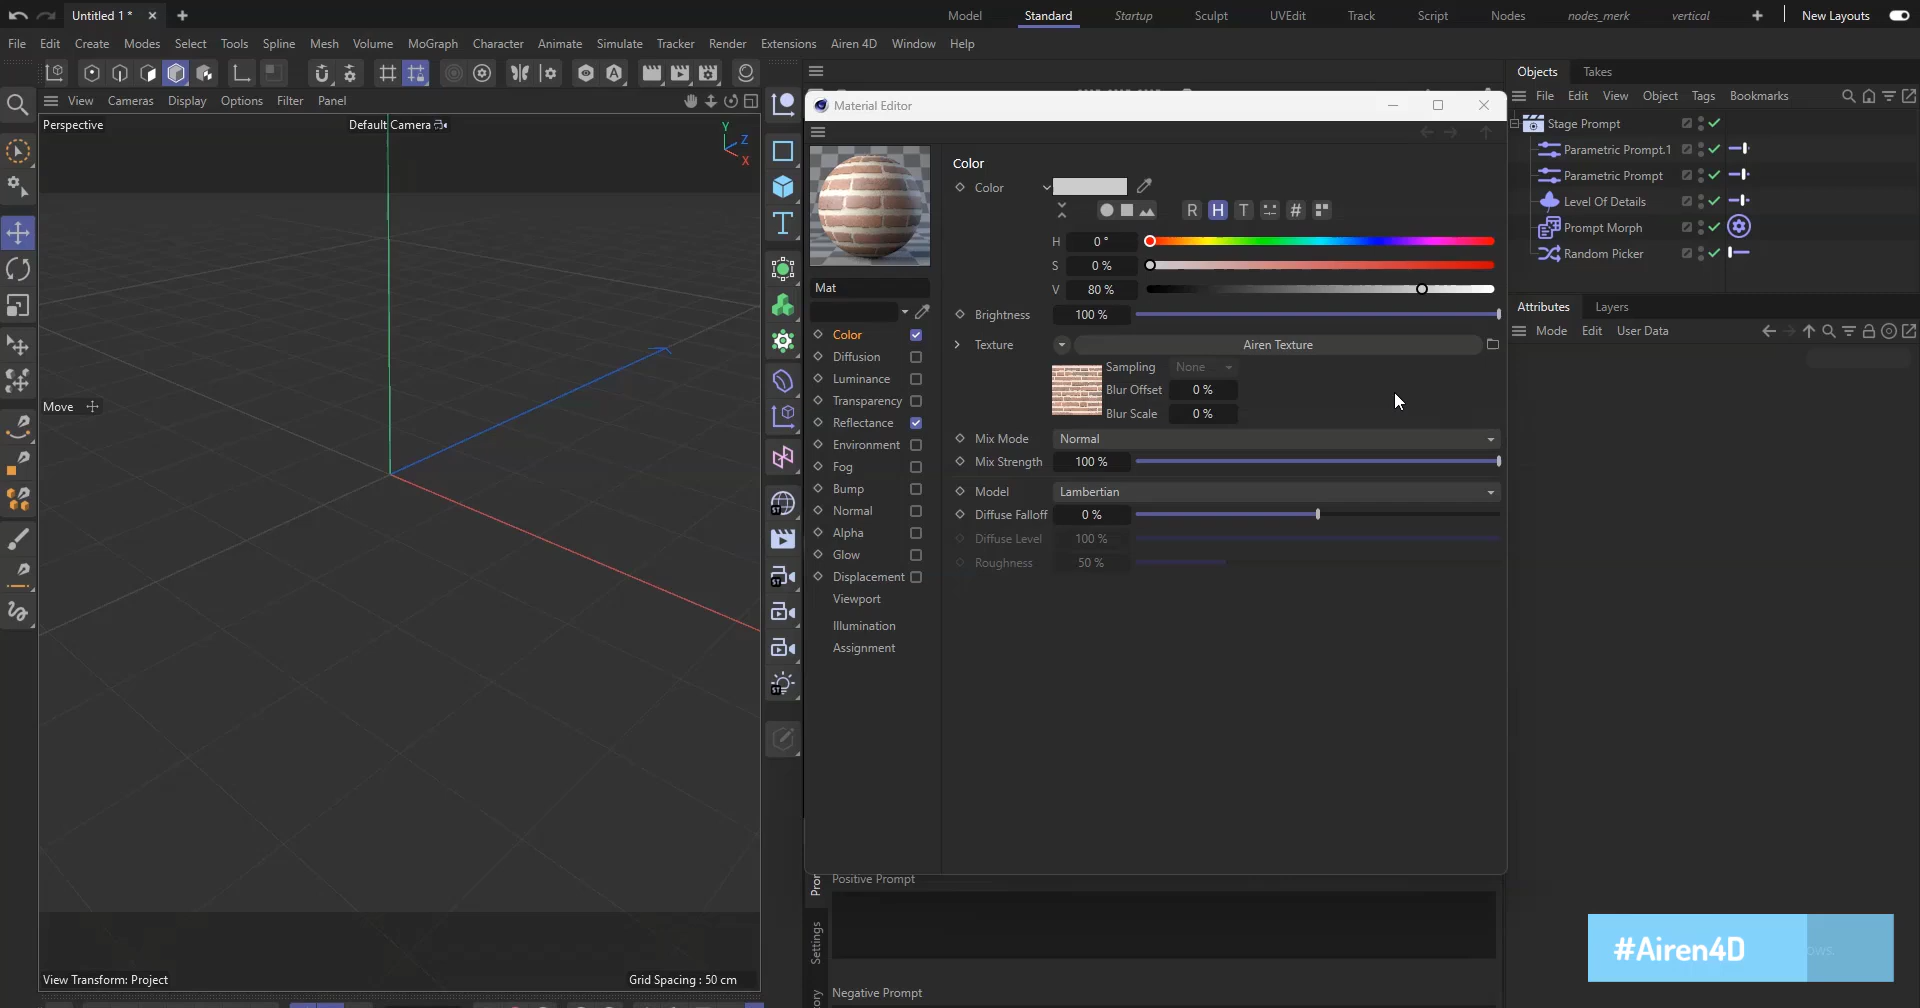 Untitled 1 *
Model
Standard
Startup
Sculpt
UVEdit
Track
Script
Nodes
nodes_merk
vertical
New Layouts
File Edit Create Modes Select Tools Spline Mesh Volume MoGraph Character Animate Simulate Tracker Render Extensions Airen 4D Window Help
View Cameras Display Options Filter Panel
Perspective
Default Camera
Y
Z
X
Move
View Transform: Project
Grid Spacing : 50 cm
Material Editor
Mat
Color
Diffusion
Luminance
Transparency
Reflectance
Environment
Fog
Bump
Normal
Alpha
Glow
Displacement
Viewport
Illumination
Assignment
Color
Color
R H T #
H 0 °
S 0 %
V 80 %
Brightness 100 %
Texture Airen Texture
Sampling None
Blur Offset 0 %
Blur Scale 0 %
Mix Mode Normal
Mix Strength 100 %
Model Lambertian
Diffuse Falloff 0 %
Diffuse Level 100 %
Roughness 50 %
Positive Prompt
Settings
Negative Prompt
Objects Takes
File Edit View Object Tags Bookmarks
Stage Prompt
Parametric Prompt.1
Parametric Prompt
Level Of Details
Prompt Morph
Random Picker
Attributes Layers
Mode Edit User Data
#Airen4D